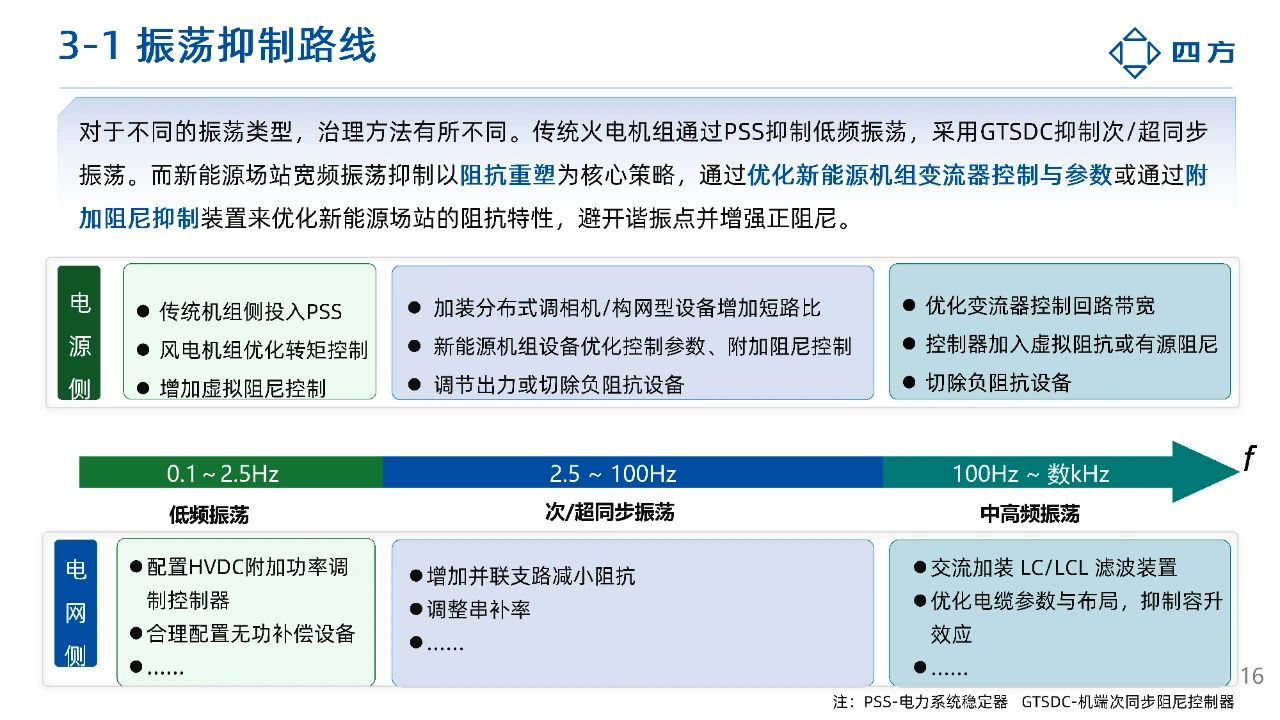 3-1 振荡抑制路线
四方
对于不同的振荡类型，治理方法有所不同。传统火电机组通过PSS抑制低频振荡，采用GTSDC抑制次/超同步
振荡。而新能源场站宽频振荡抑制以阻抗重塑为核心策略，通过优化新能源机组变流器控制与参数或通过附
加阻尼抑制装置来优化新能源场站的阻抗特性，避开谐振点并增强正阻尼。
电
源
侧
● 传统机组侧投入PSS
● 风电机组优化转矩控制
● 增加虚拟阻尼控制
● 加装分布式调相机/构网型设备增加短路比
● 新能源机组设备优化控制参数、附加阻尼控制
● 调节出力或切除负阻抗设备
● 优化变流器控制回路带宽
● 控制器加入虚拟阻抗或有源阻尼
● 切除负阻抗设备
0.1～2.5Hz
2.5 ~ 100Hz
100Hz ~ 数kHz
f
低频振荡
次/超同步振荡
中高频振荡
电
网
侧
●配置HVDC附加功率调
制控制器
●合理配置无功补偿设备
●……
●增加并联支路减小阻抗
●调整串补率
●……
●交流加装 LC/LCL 滤波装置
●优化电缆参数与布局，抑制容升
效应
●……
16
注：PSS-电力系统稳定器 GTSDC-机端次同步阻尼控制器